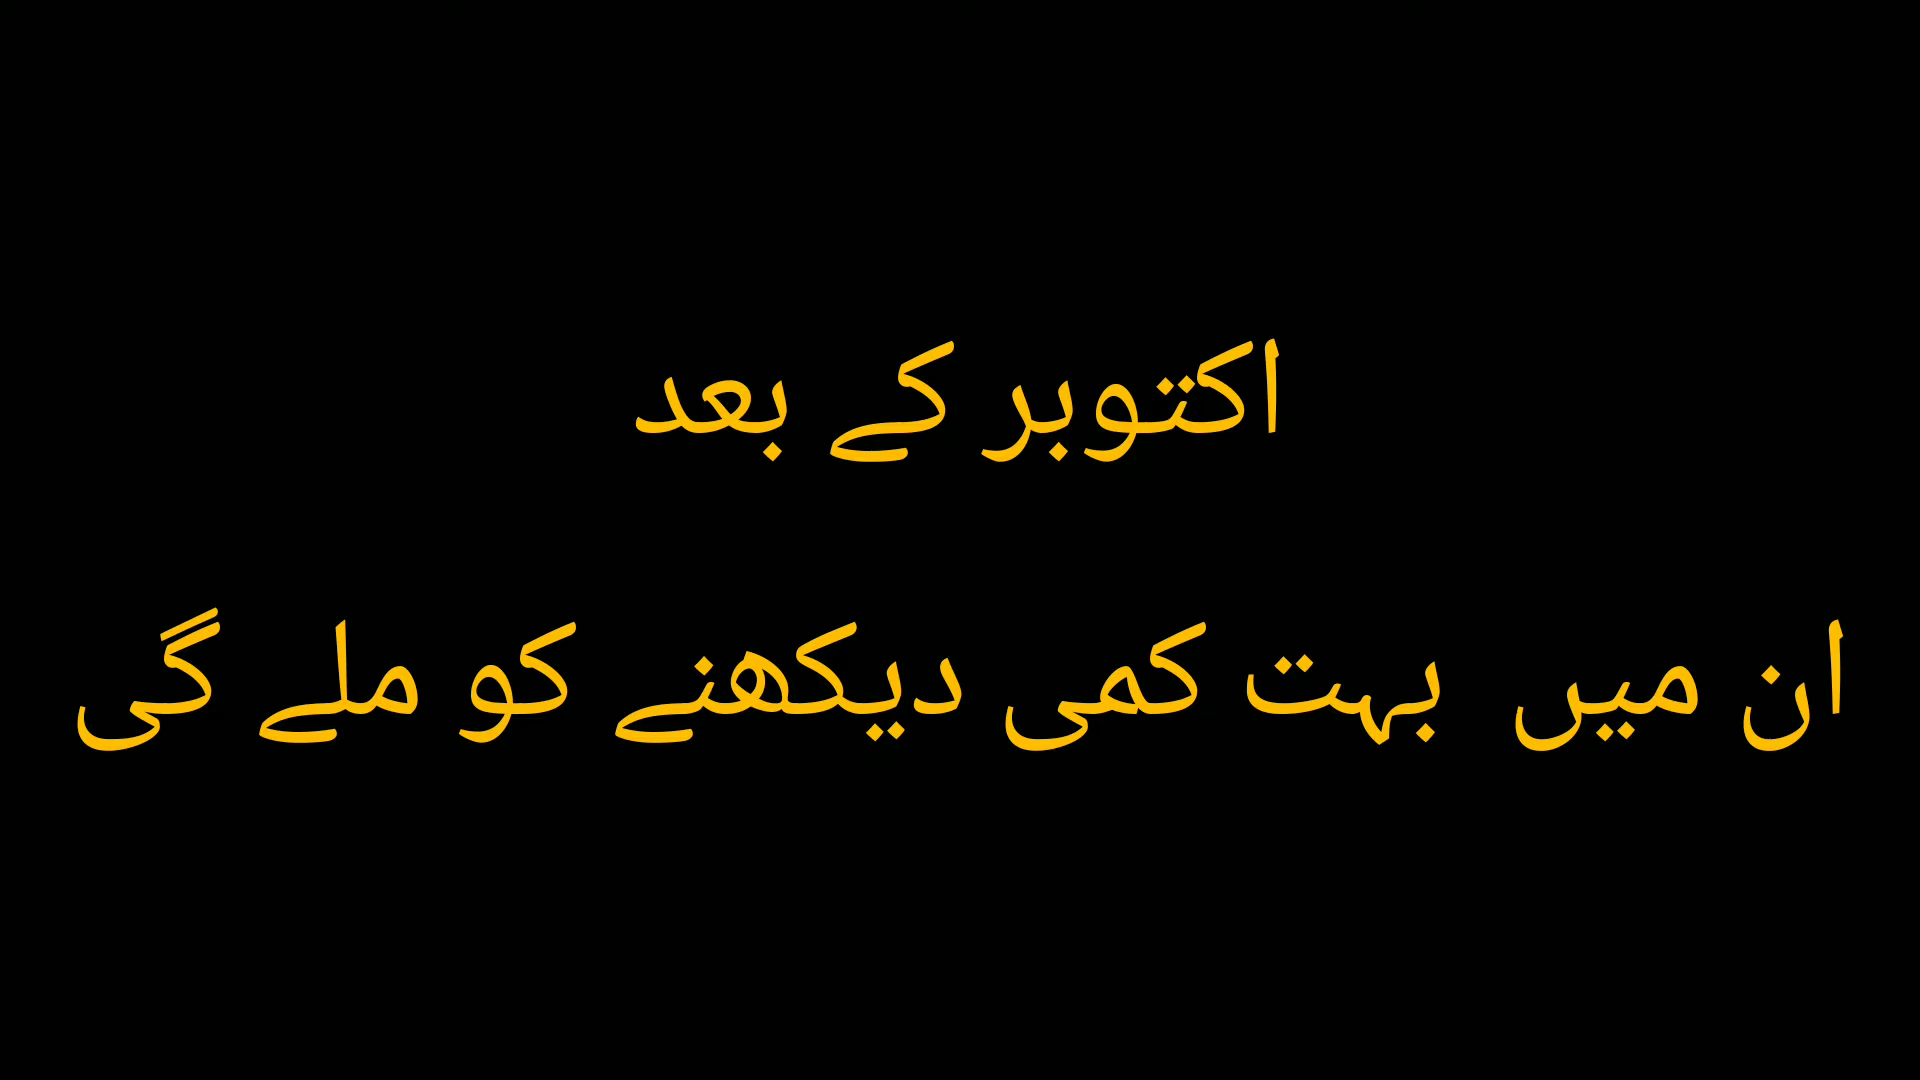 اکتوبر کے بعد
ان میں بہت کمی دیکھنے کو ملے گی